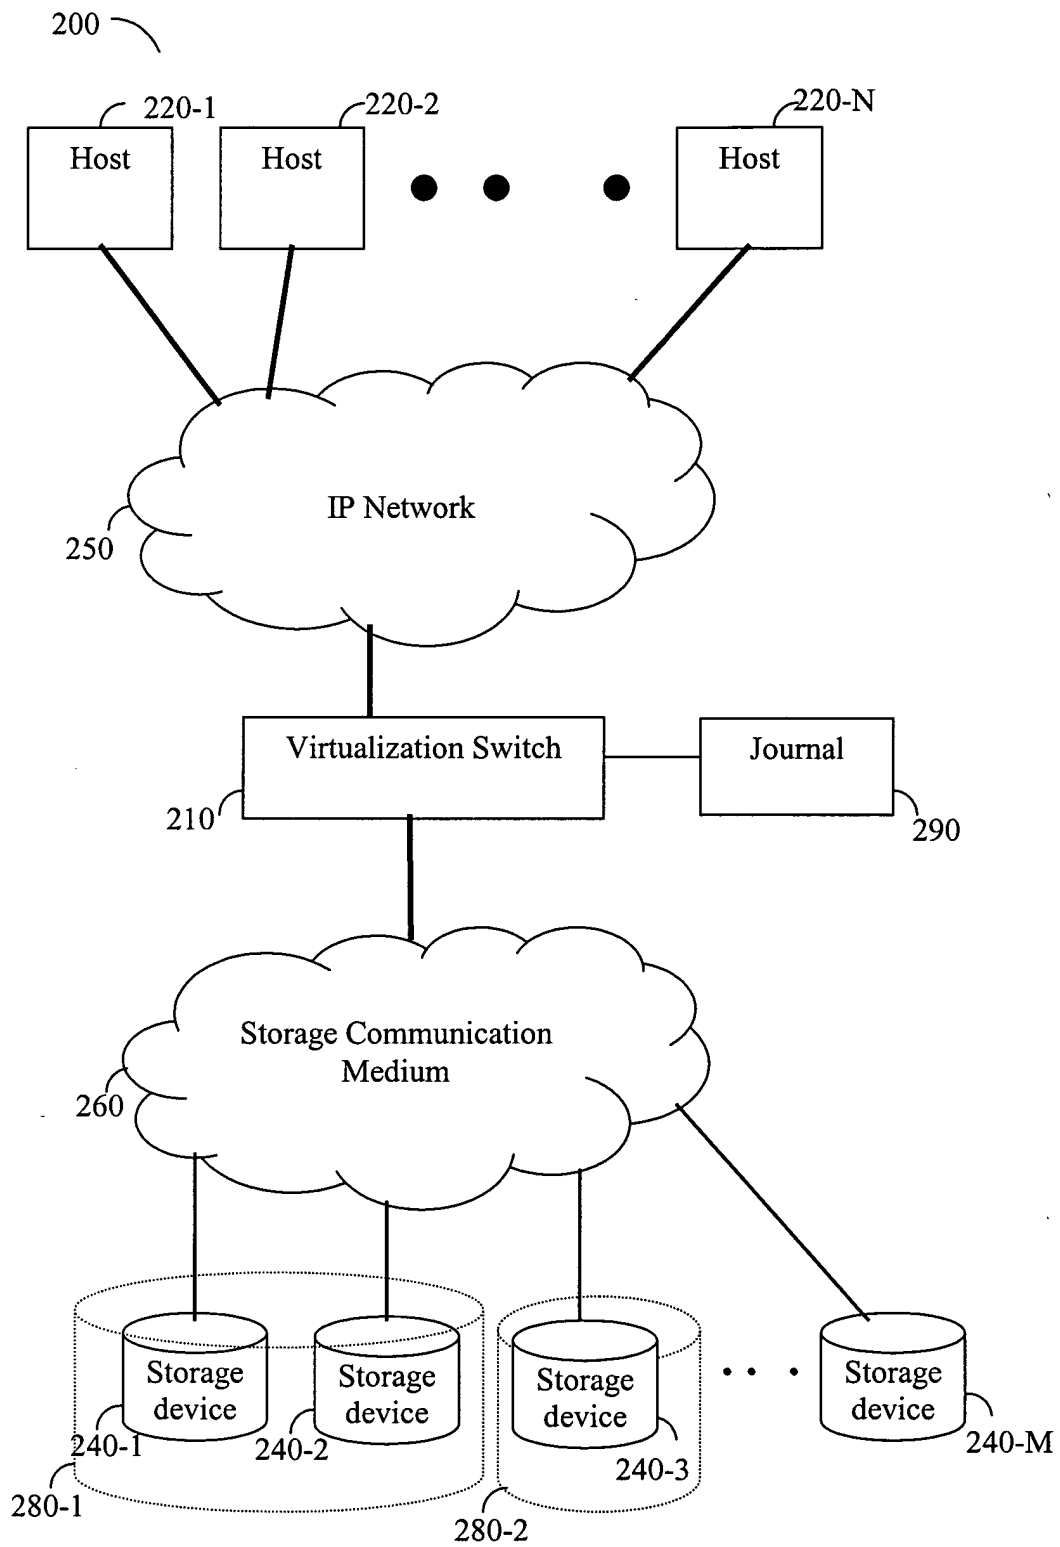 200
220-1
220-2
220-N
Host
Host
Host
IP Network
250
Virtualization Switch
Journal
210
290
Storage Communication
Medium
260
Storage
device
Storage
device
Storage
device
Storage
device
240-1
240-2
240-3
240-M
280-1
280-2